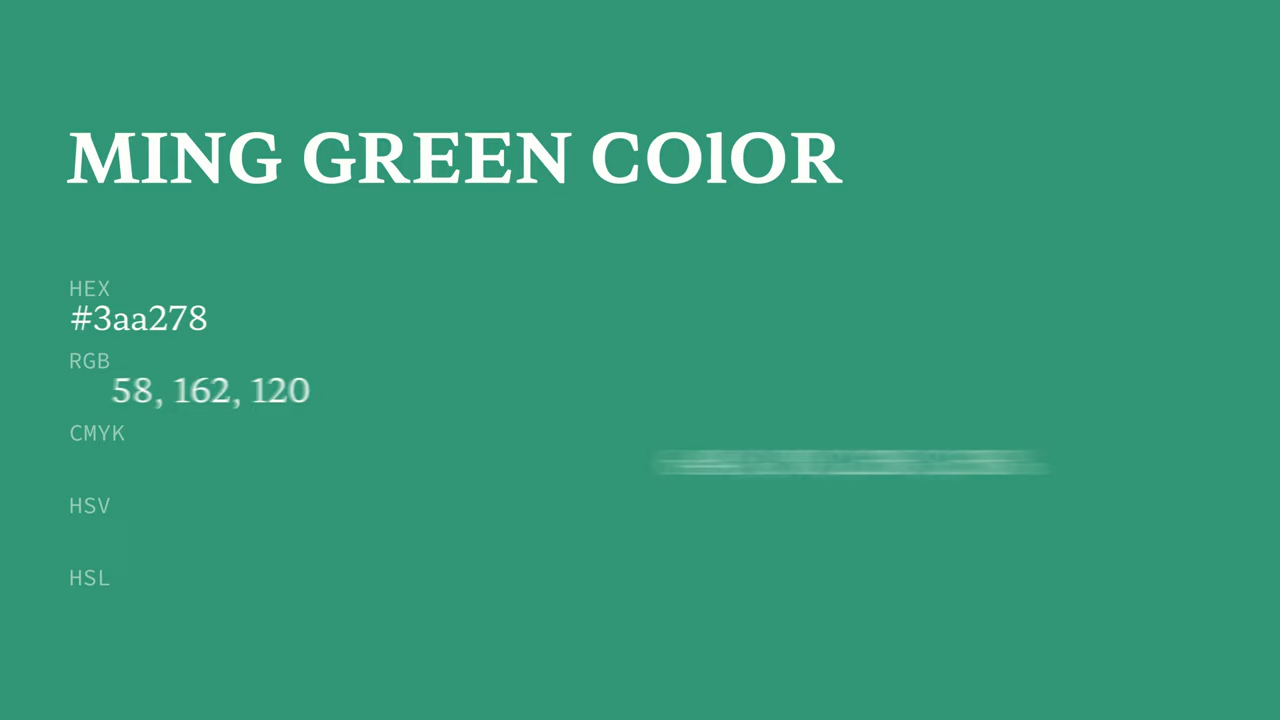 MING GREEN COlOR
HEX
#3aa278
RGB
58, 162, 120
CMYK
HSV
HSL